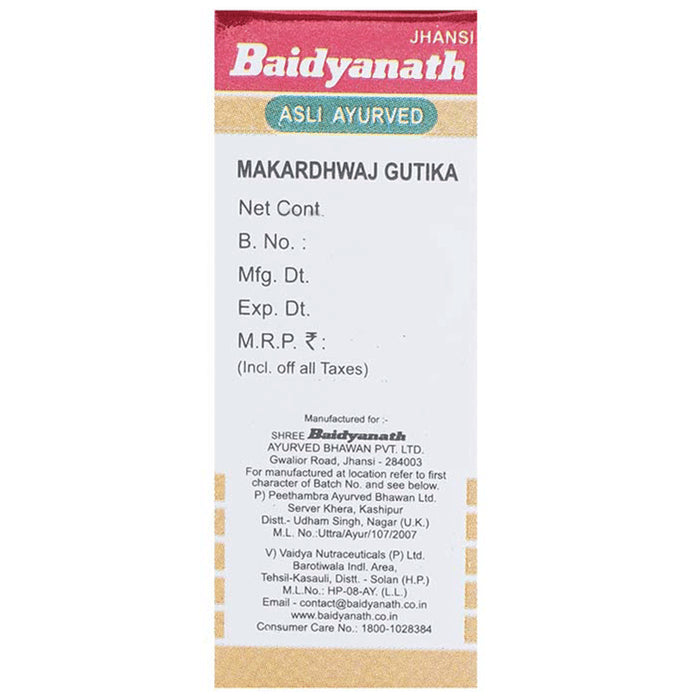 JHANSI
Baidyanath
ASLI AYURVED
MAKARDHWAJ GUTIKA
Net Cont.
B. No. :
Mfg. Dt.
Exp. Dt.
M.R.P. ₹ :
(Incl. off all Taxes)
Manufactured for :-
SHREE Baidyanath
AYURVED BHAWAN PVT. LTD.
Gwalior Road, Jhansi - 284003
For manufactured at location refer to first
character of Batch No. and see below.
P) Peethambra Ayurved Bhawan Ltd.
Server Khera, Kashipur
Distt.- Udham Singh, Nagar (U.K.)
M.L. No.:Uttra/Ayur/107/2007
V) Vaidya Nutraceuticals (P) Ltd.
Barotiwala Indl. Area,
Tehsil-Kasauli, Distt. - Solan (H.P.)
M.L.No.: HP-08-AY. (L.L.)
Email - contact@baidyanath.co.in
www.baidyanath.co.in
Consumer Care No.: 1800-1028384